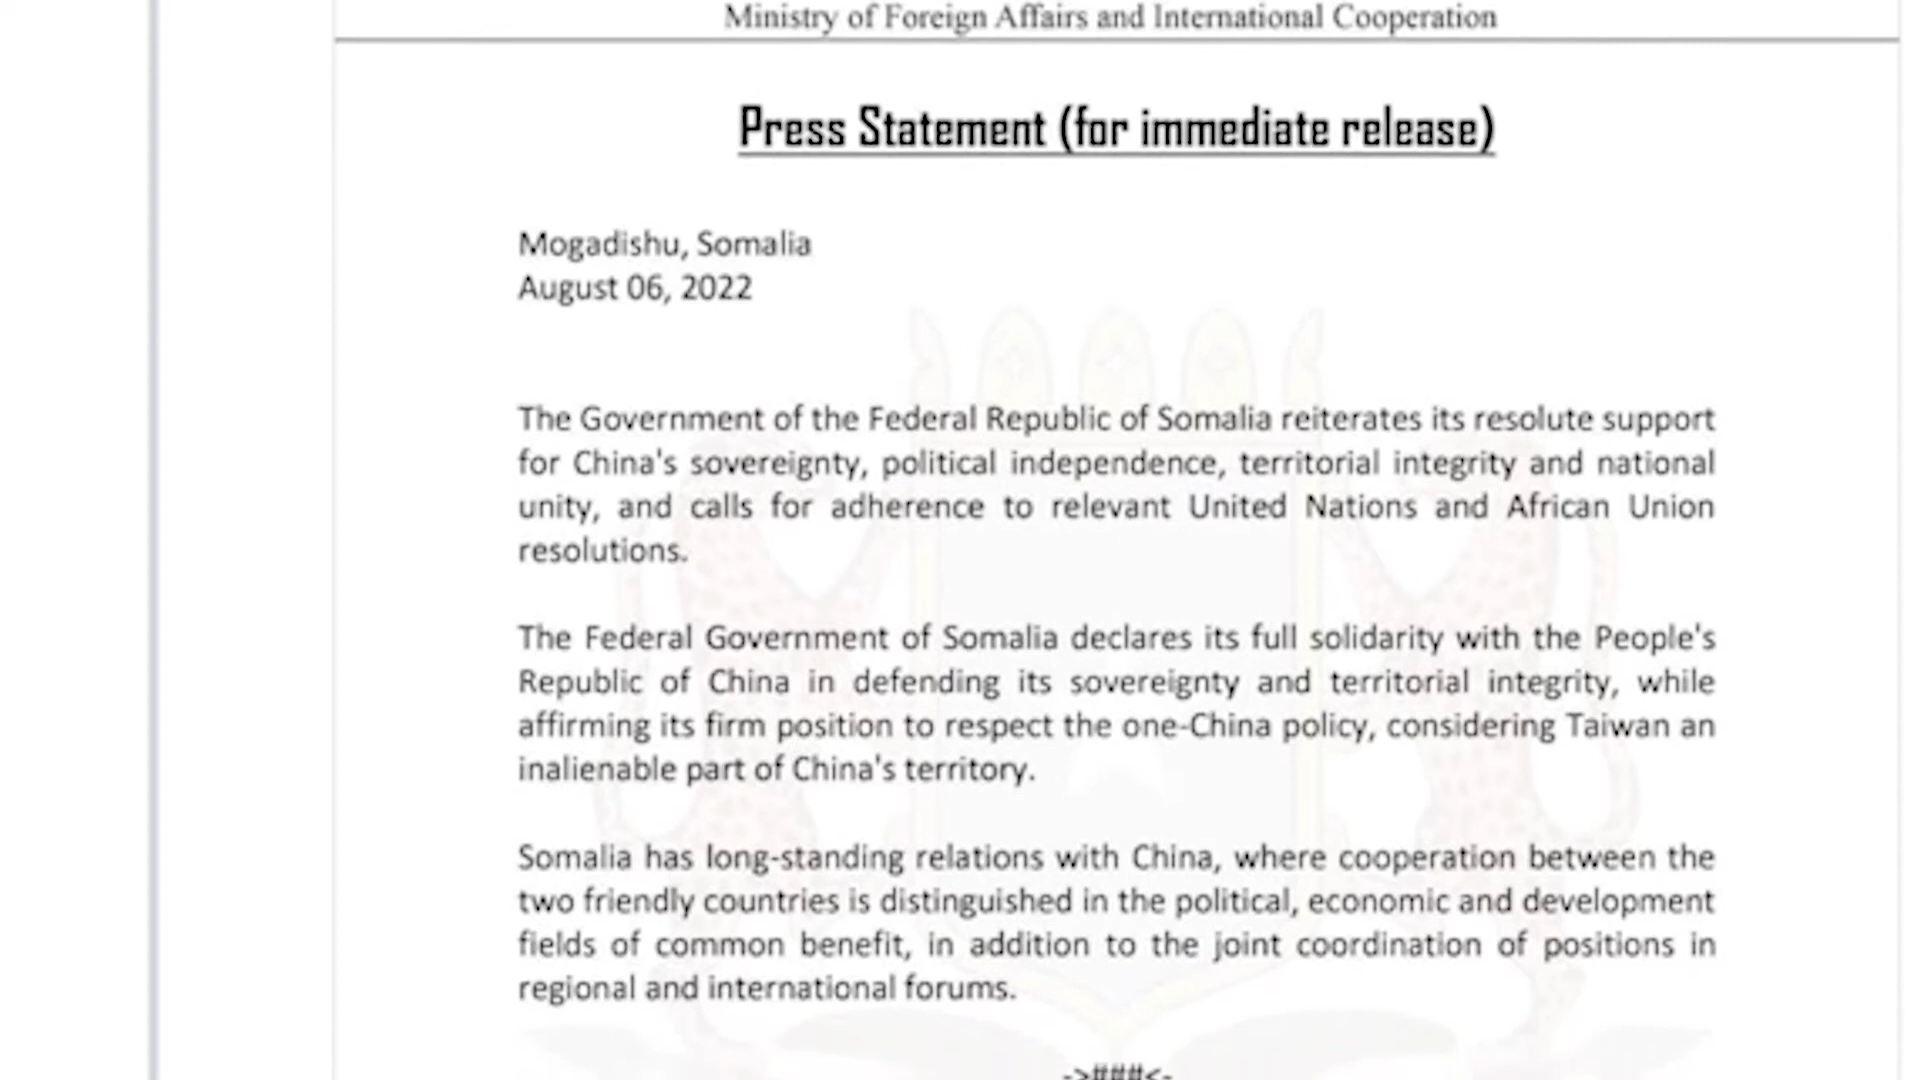 Ministry of Foreign Affairs and International Cooperation
Press Statement (for immediate release)
Mogadishu, Somalia
August 06, 2022
The Government of the Federal Republic of Somalia reiterates its resolute support
for China's sovereignty, political independence, territorial integrity and national
unity, and calls for adherence to relevant United Nations and African Union
resolutions.
The Federal Government of Somalia declares its full solidarity with the People's
Republic of China in defending its sovereignty and territorial integrity, while
affirming its firm position to respect the one-China policy, considering Taiwan an
inalienable part of China's territory.
Somalia has long-standing relations with China, where cooperation between the
two friendly countries is distinguished in the political, economic and development
fields of common benefit, in addition to the joint coordination of positions in
regional and international forums.
->###<-